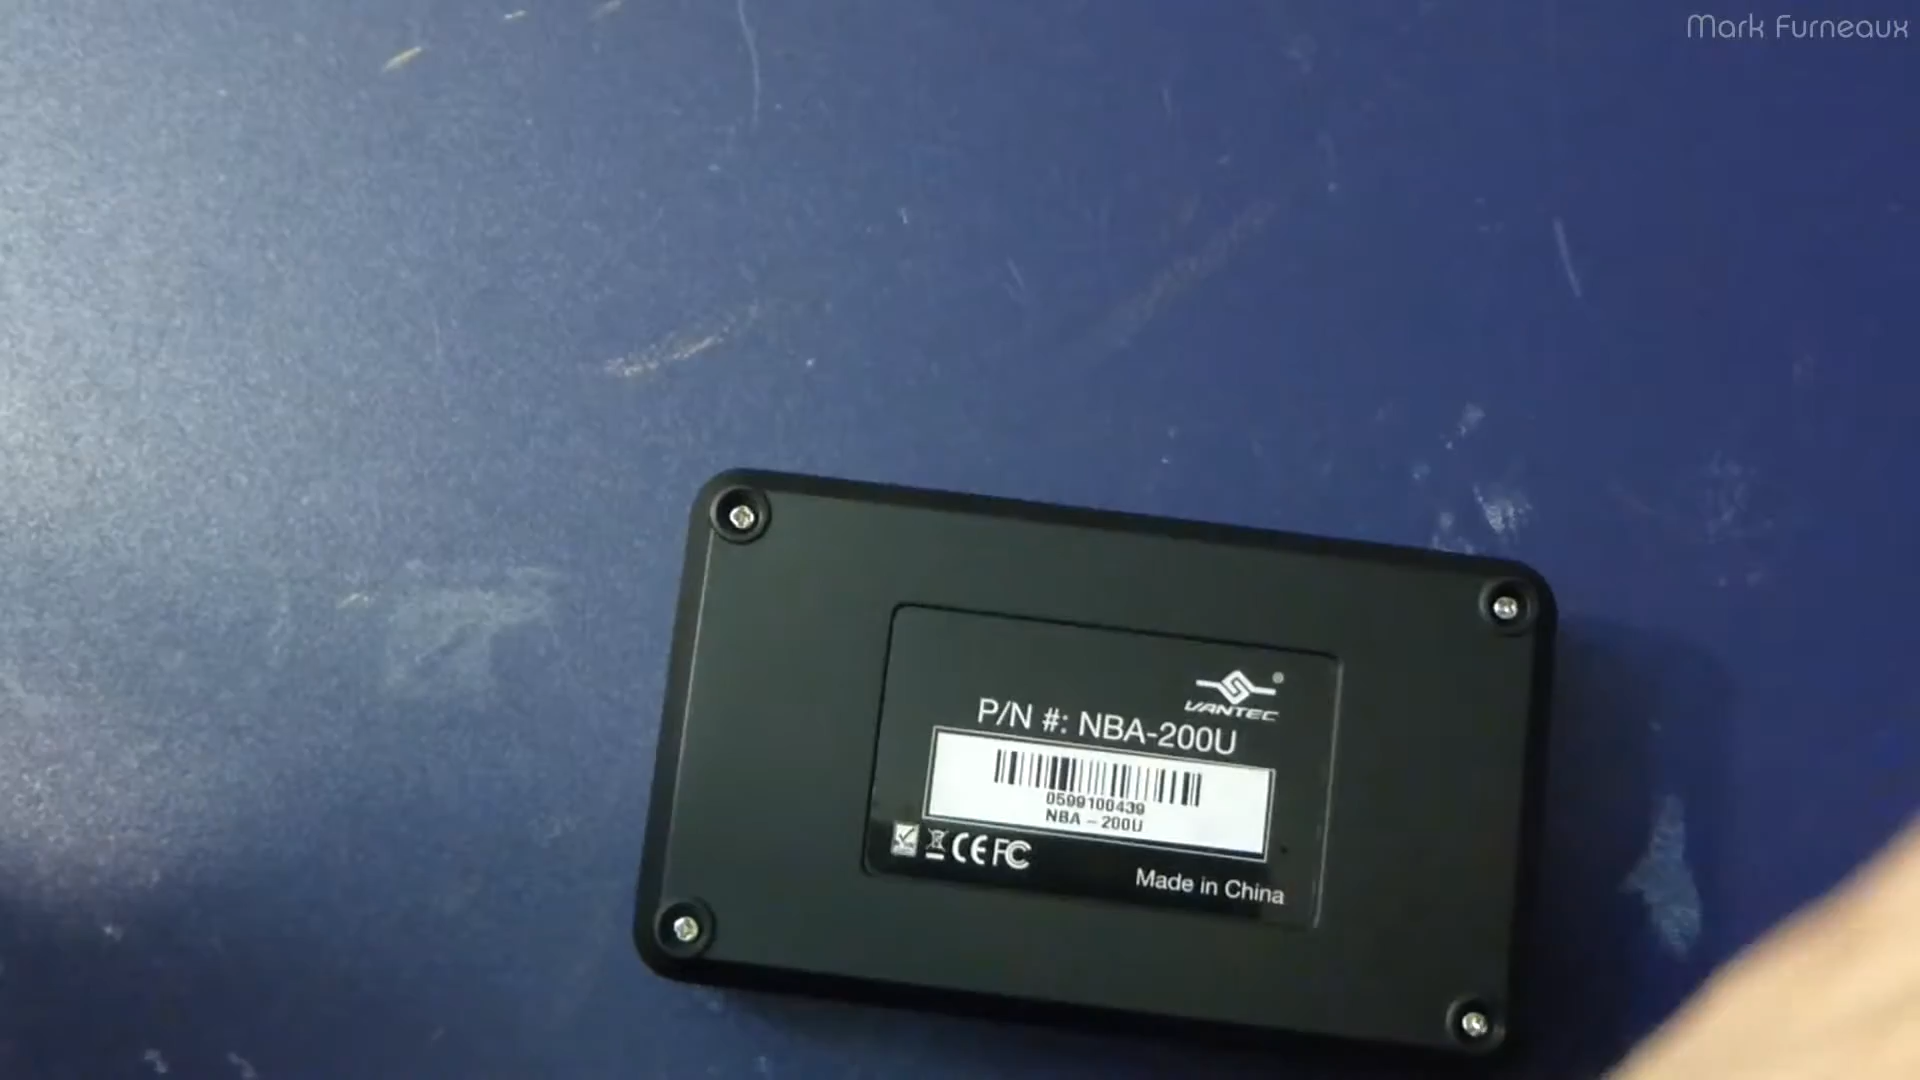 Mark Furneaux
VANTEC
P/N #: NBA-200U
0599100439
NBA - 200U
CE FC
Made in China